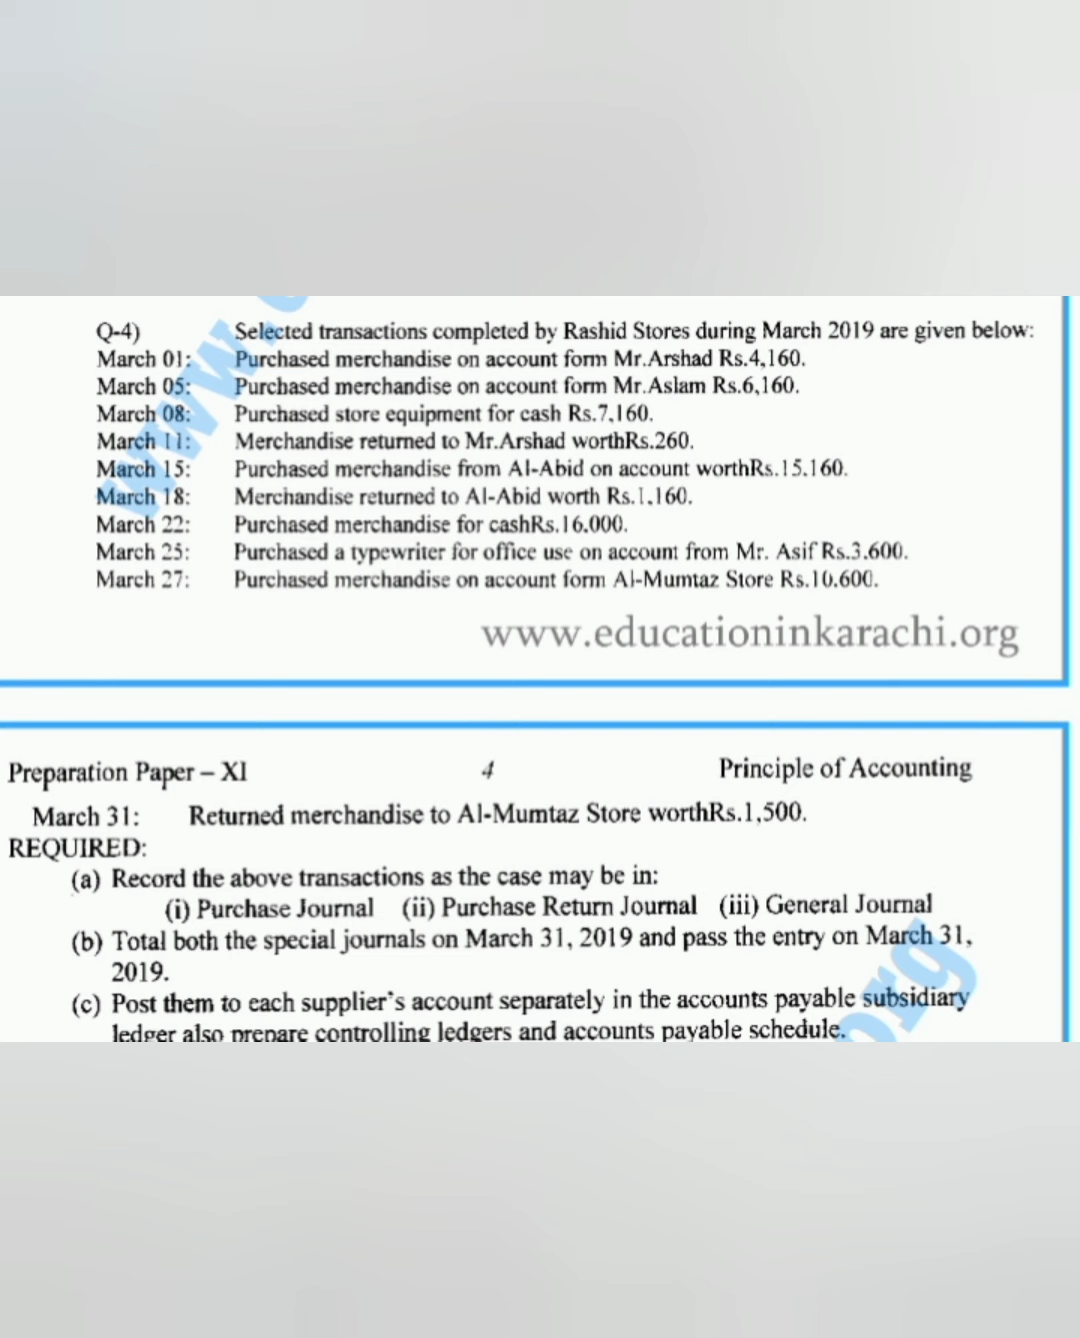 Q-4) Selected transactions completed by Rashid Stores during March 2019 are given below:
March 01: Purchased merchandise on account form Mr.Arshad Rs.4,160.
March 05: Purchased merchandise on account form Mr.Aslam Rs.6,160.
March 08: Purchased store equipment for cash Rs.7,160.
March 11: Merchandise returned to Mr.Arshad worthRs.260.
March 15: Purchased merchandise from Al-Abid on account worthRs.15,160.
March 18: Merchandise returned to Al-Abid worth Rs.1,160.
March 22: Purchased merchandise for cashRs.16,000.
March 25: Purchased a typewriter for office use on account from Mr. Asif Rs.3,600.
March 27: Purchased merchandise on account form Al-Mumtaz Store Rs.10,600.
www.educationinkarachi.org
Preparation Paper – XI 4 Principle of Accounting
March 31: Returned merchandise to Al-Mumtaz Store worthRs.1,500.
REQUIRED:
(a) Record the above transactions as the case may be in:
(i) Purchase Journal (ii) Purchase Return Journal (iii) General Journal
(b) Total both the special journals on March 31, 2019 and pass the entry on March 31,
2019.
(c) Post them to each supplier's account separately in the accounts payable subsidiary
ledger also prepare controlling ledgers and accounts payable schedule.
www.
org